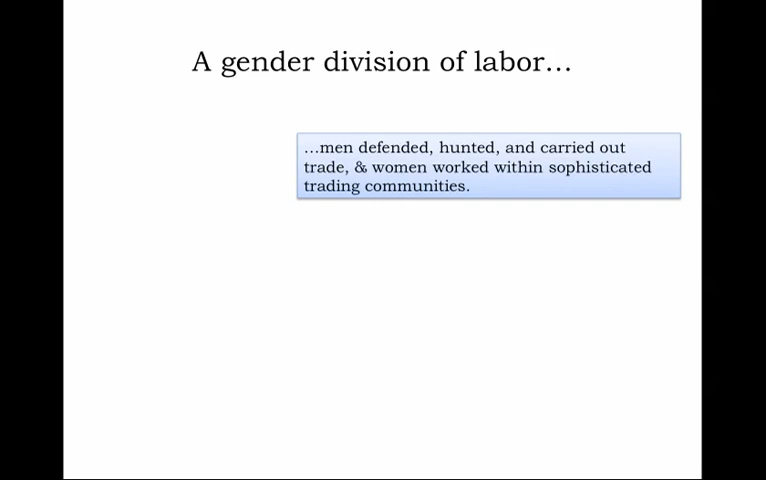 A gender division of labor…
…men defended, hunted, and carried out
trade, & women worked within sophisticated
trading communities.